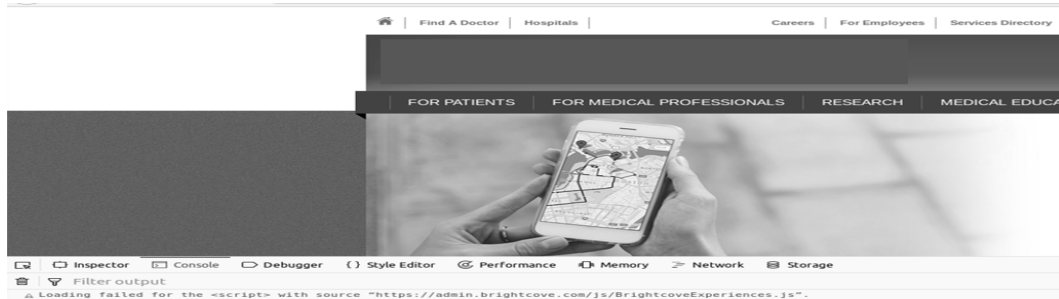 Find A Doctor | Hospitals | Careers | For Employees | Services Directory
FOR PATIENTS | FOR MEDICAL PROFESSIONALS | RESEARCH | MEDICAL EDUCA
Inspector Console Debugger {} Style Editor Performance Memory Network Storage
Filter output
Loading failed for the <script> with source "https://admin.brightcove.com/js/BrightcoveExperiences.js".